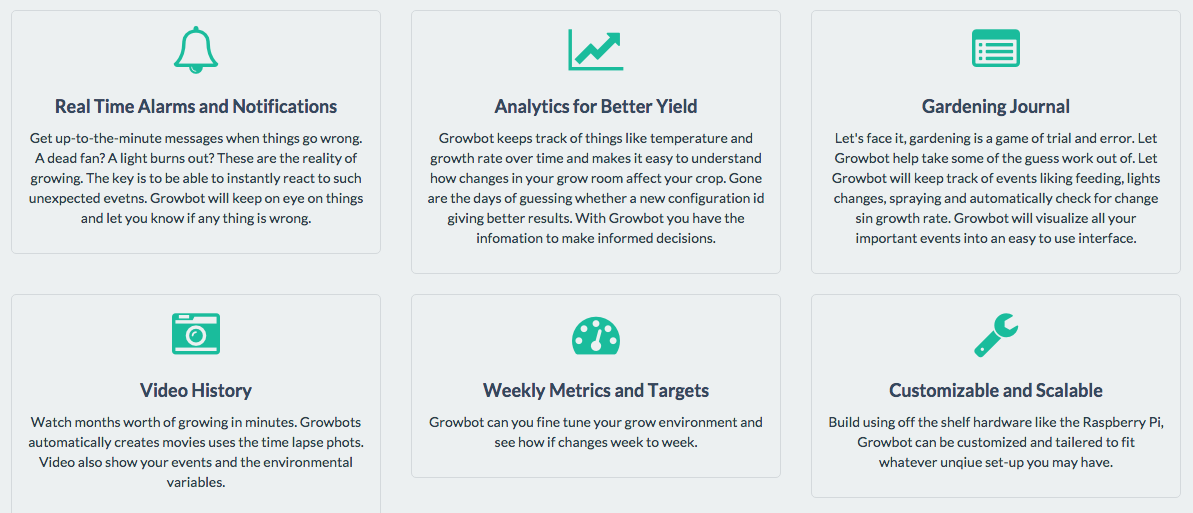 Real Time Alarms and Notifications
Get up-to-the-minute messages when things go wrong.
A dead fan? A light burns out? These are the reality of
growing. The key is to be able to instantly react to such
unexpected evetns. Growbot will keep on eye on things
and let you know if any thing is wrong.
Analytics for Better Yield
Growbot keeps track of things like temperature and
growth rate over time and makes it easy to understand
how changes in your grow room affect your crop. Gone
are the days of guessing whether a new configuration id
giving better results. With Growbot you have the
infomation to make informed decisions.
Gardening Journal
Let's face it, gardening is a game of trial and error. Let
Growbot help take some of the guess work out of. Let
Growbot will keep track of events liking feeding, lights
changes, spraying and automatically check for change
sin growth rate. Growbot will visualize all your
important events into an easy to use interface.
Video History
Watch months worth of growing in minutes. Growbots
automatically creates movies uses the time lapse phots.
Video also show your events and the environmental
variables.
Weekly Metrics and Targets
Growbot can you fine tune your grow environment and
see how if changes week to week.
Customizable and Scalable
Build using off the shelf hardware like the Raspberry Pi,
Growbot can be customized and tailered to fit
whatever unqiue set-up you may have.